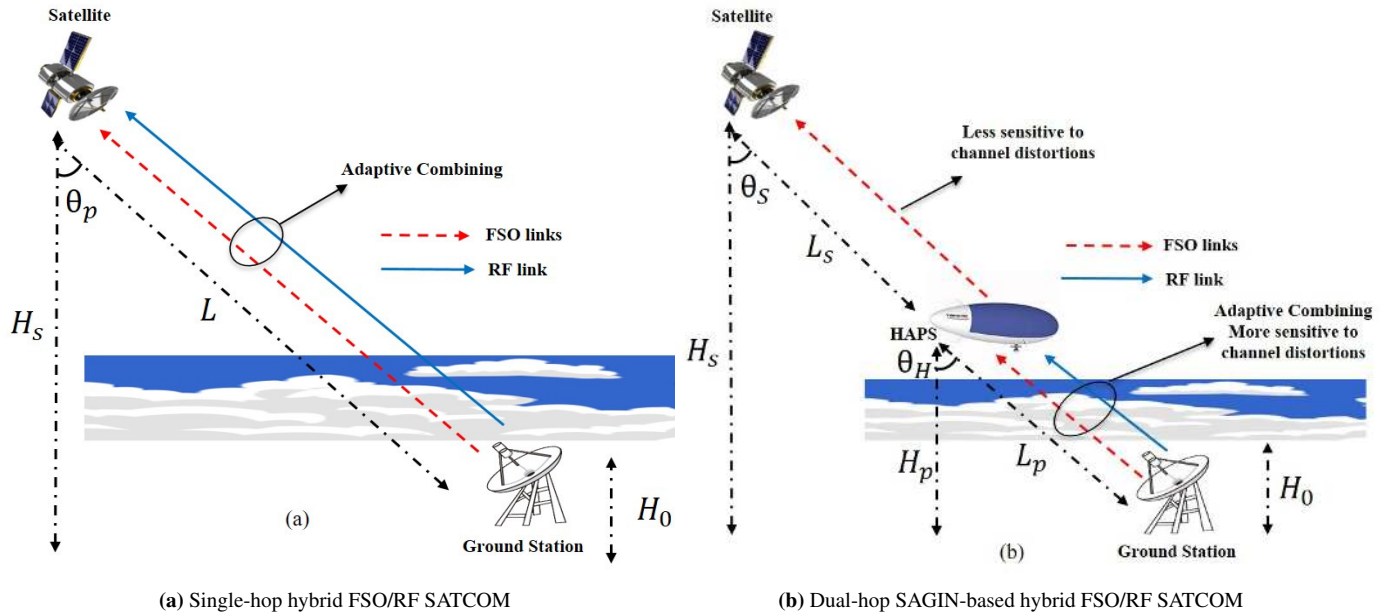 Satellite
θp
Adaptive Combining
FSO links
RF link
L
Hs
H0
(a)
Ground Station
(a) Single-hop hybrid FSO/RF SATCOM
Satellite
Less sensitive to
channel distortions
θS
Ls
FSO links
RF link
Hs
HAPS
Adaptive Combining
More sensitive to
channel distortions
θH
Hp
Lp
H0
(b)
Ground Station
(b) Dual-hop SAGIN-based hybrid FSO/RF SATCOM